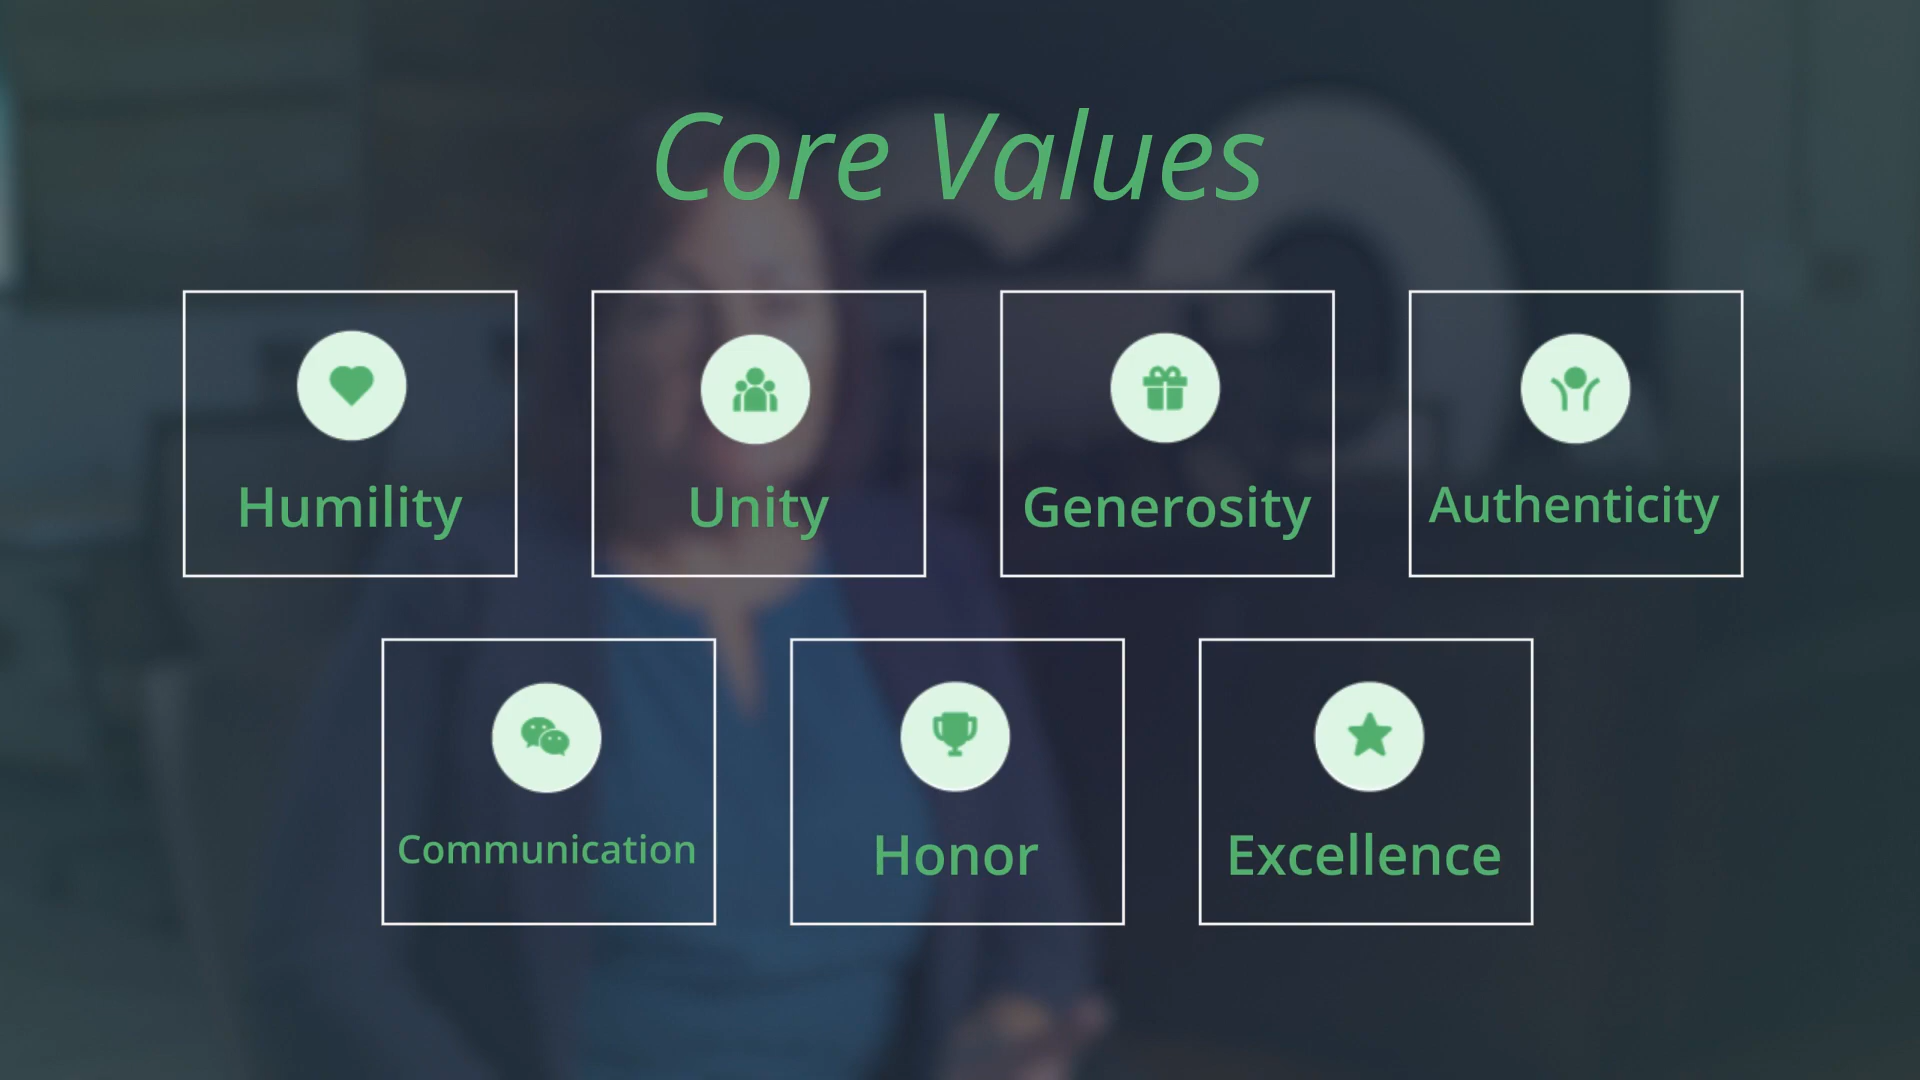 Core Values
Humility
Unity
Generosity
Authenticity
Communication
Honor
Excellence